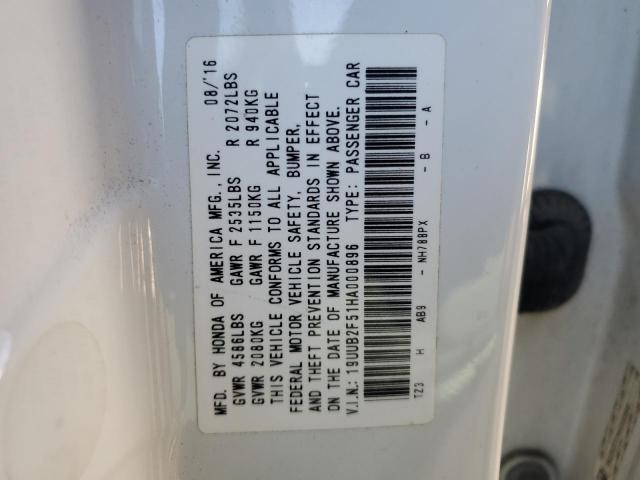 MFD. BY HONDA OF AMERICA MFG., INC. 08/'16
GVWR 4586LBS GAWR F 2535LBS R 2072LBS
GVWR 2080KG GAWR F 1150KG R 940KG
THIS VEHICLE CONFORMS TO ALL APPLICABLE
FEDERAL MOTOR VEHICLE SAFETY, BUMPER,
AND THEFT PREVENTION STANDARDS IN EFFECT
ON THE DATE OF MANUFACTURE SHOWN ABOVE.
V.I.N.: 19UUB2F51HA000896 TYPE: PASSENGER CAR
TZ3 H AB9 - NH788PX - B - A